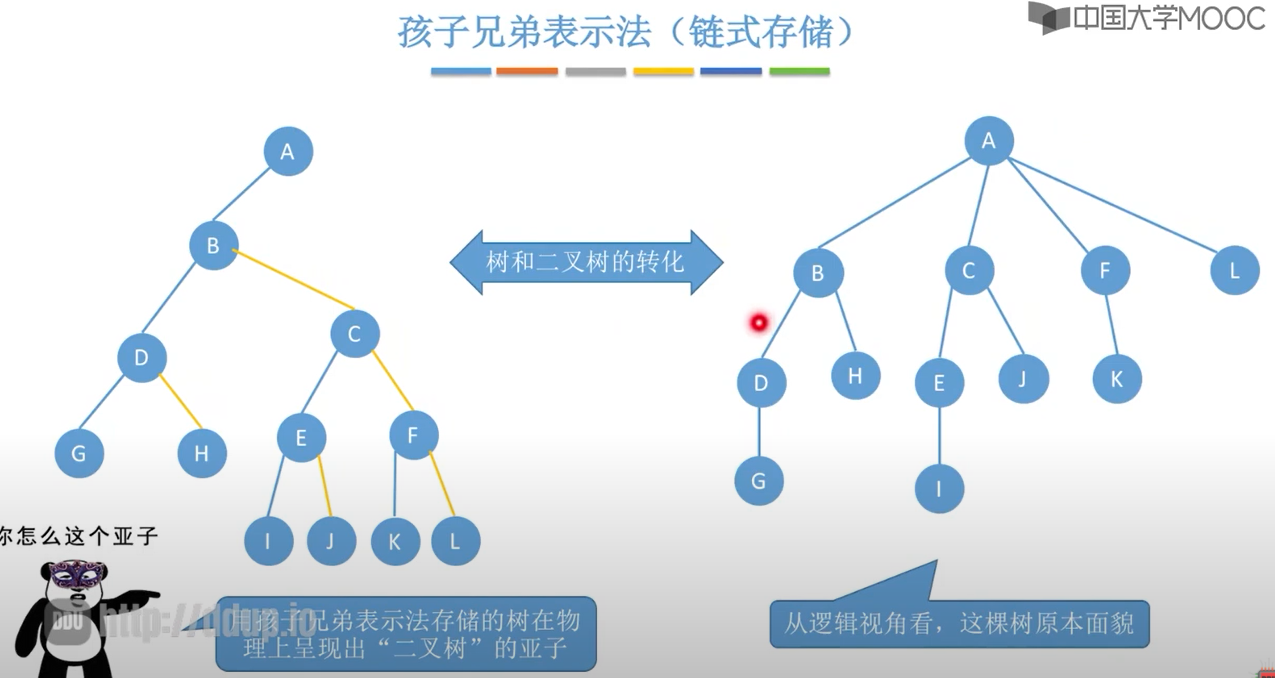 孩子兄弟表示法（链式存储）
中国大学MOOC
A
B
D
C
G
H
E
F
I
J
K
L
树和二叉树的转化
A
B
C
F
L
D
H
E
J
K
G
I
你怎么这个亚子
DDU
http://ddup.io
用孩子兄弟表示法存储的树在物
理上呈现出“二叉树”的亚子
从逻辑视角看，这棵树原本面貌